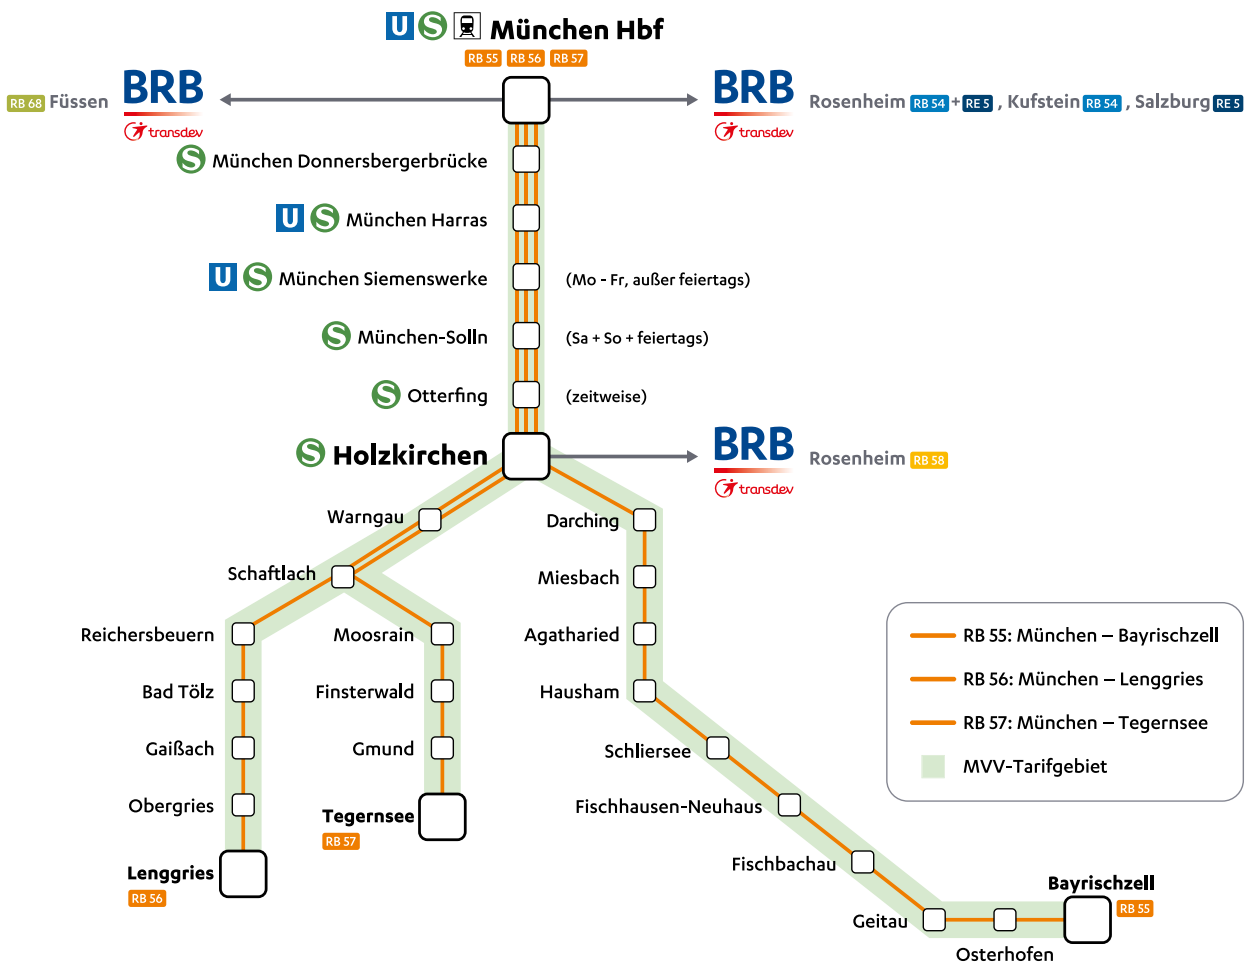 U S München Hbf
RB 55 RB 56 RB 57
RB 68 Füssen BRB transdev
BRB transdev Rosenheim RB 54 + RE 5 , Kufstein RB 54 , Salzburg RE 5
S München Donnersbergerbrücke
U S München Harras
U S München Siemenswerke (Mo - Fr, außer feiertags)
S München-Solln (Sa + So + feiertags)
S Otterfing (zeitweise)
S Holzkirchen
BRB transdev Rosenheim RB 58
Warngau
Darching
Schaftlach
Miesbach
Reichersbeuern
Moosrain
Agatharied
Bad Tölz
Finsterwald
Hausham
Gaißach
Gmund
Schliersee
Obergries
Tegernsee
RB 57
Fischhausen-Neuhaus
Lenggries
RB 56
Fischbachau
Bayrischzell
RB 55
Geitau
Osterhofen
RB 55: München – Bayrischzell
RB 56: München – Lenggries
RB 57: München – Tegernsee
MVV-Tarifgebiet